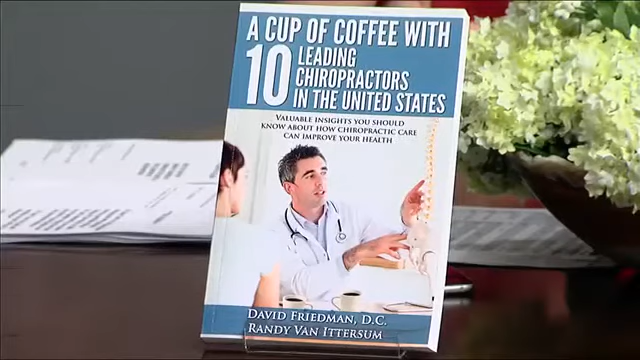 A CUP OF COFFEE WITH
10 LEADING
CHIROPRACTORS
IN THE UNITED STATES
VALUABLE INSIGHTS YOU SHOULD
KNOW ABOUT HOW CHIROPRACTIC CARE
CAN IMPROVE YOUR HEALTH
DAVID FRIEDMAN, D.C.
RANDY VAN ITTERSUM